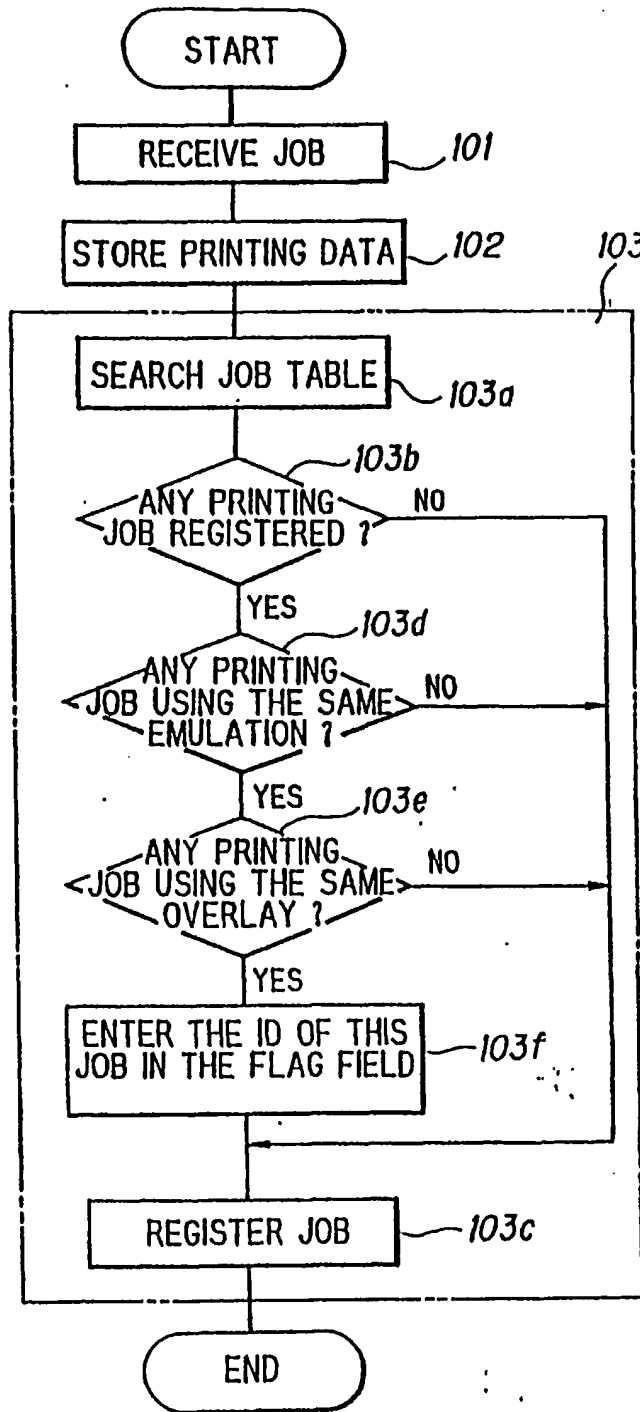 START
RECEIVE JOB
101
STORE PRINTING DATA
102
103
SEARCH JOB TABLE
103a
103b
ANY PRINTING
JOB REGISTERED ?
NO
YES
103d
ANY PRINTING
JOB USING THE SAME
EMULATION ?
NO
YES
103e
ANY PRINTING
JOB USING THE SAME
OVERLAY ?
NO
YES
ENTER THE ID OF THIS
JOB IN THE FLAG FIELD
103f
REGISTER JOB
103c
END